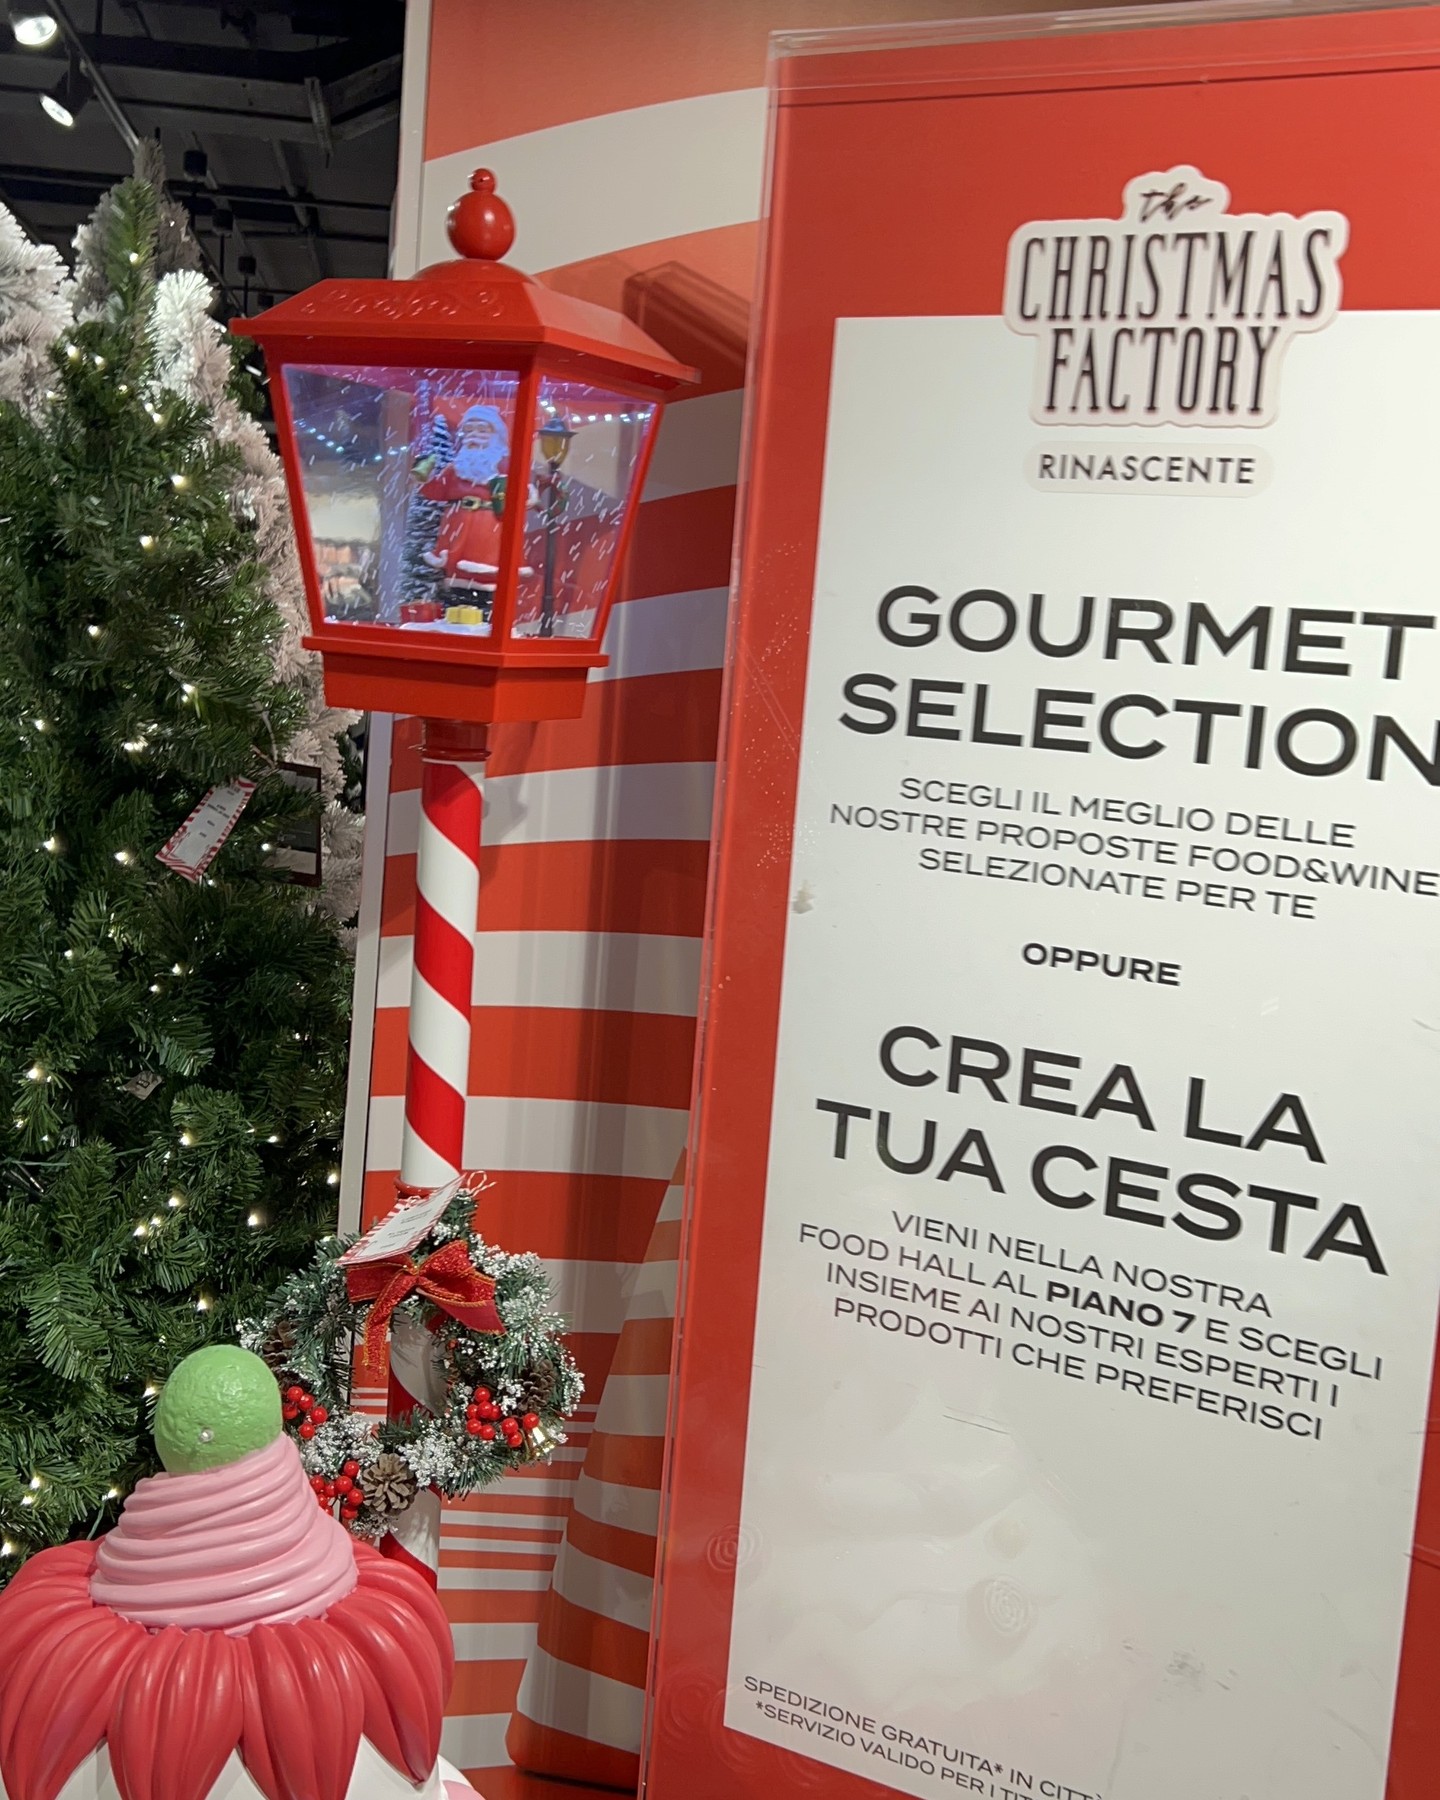 the
CHRISTMAS
FACTORY
RINASCENTE
GOURMET
SELECTION
SCEGLI IL MEGLIO DELLE
NOSTRE PROPOSTE FOOD&WINE
SELEZIONATE PER TE
OPPURE
CREA LA
TUA CESTA
VIENI NELLA NOSTRA
FOOD HALL AL PIANO 7 E SCEGLI
INSIEME AI NOSTRI ESPERTI I
PRODOTTI CHE PREFERISCI
SPEDIZIONE GRATUITA* IN CITTÀ
*SERVIZIO VALIDO PER I